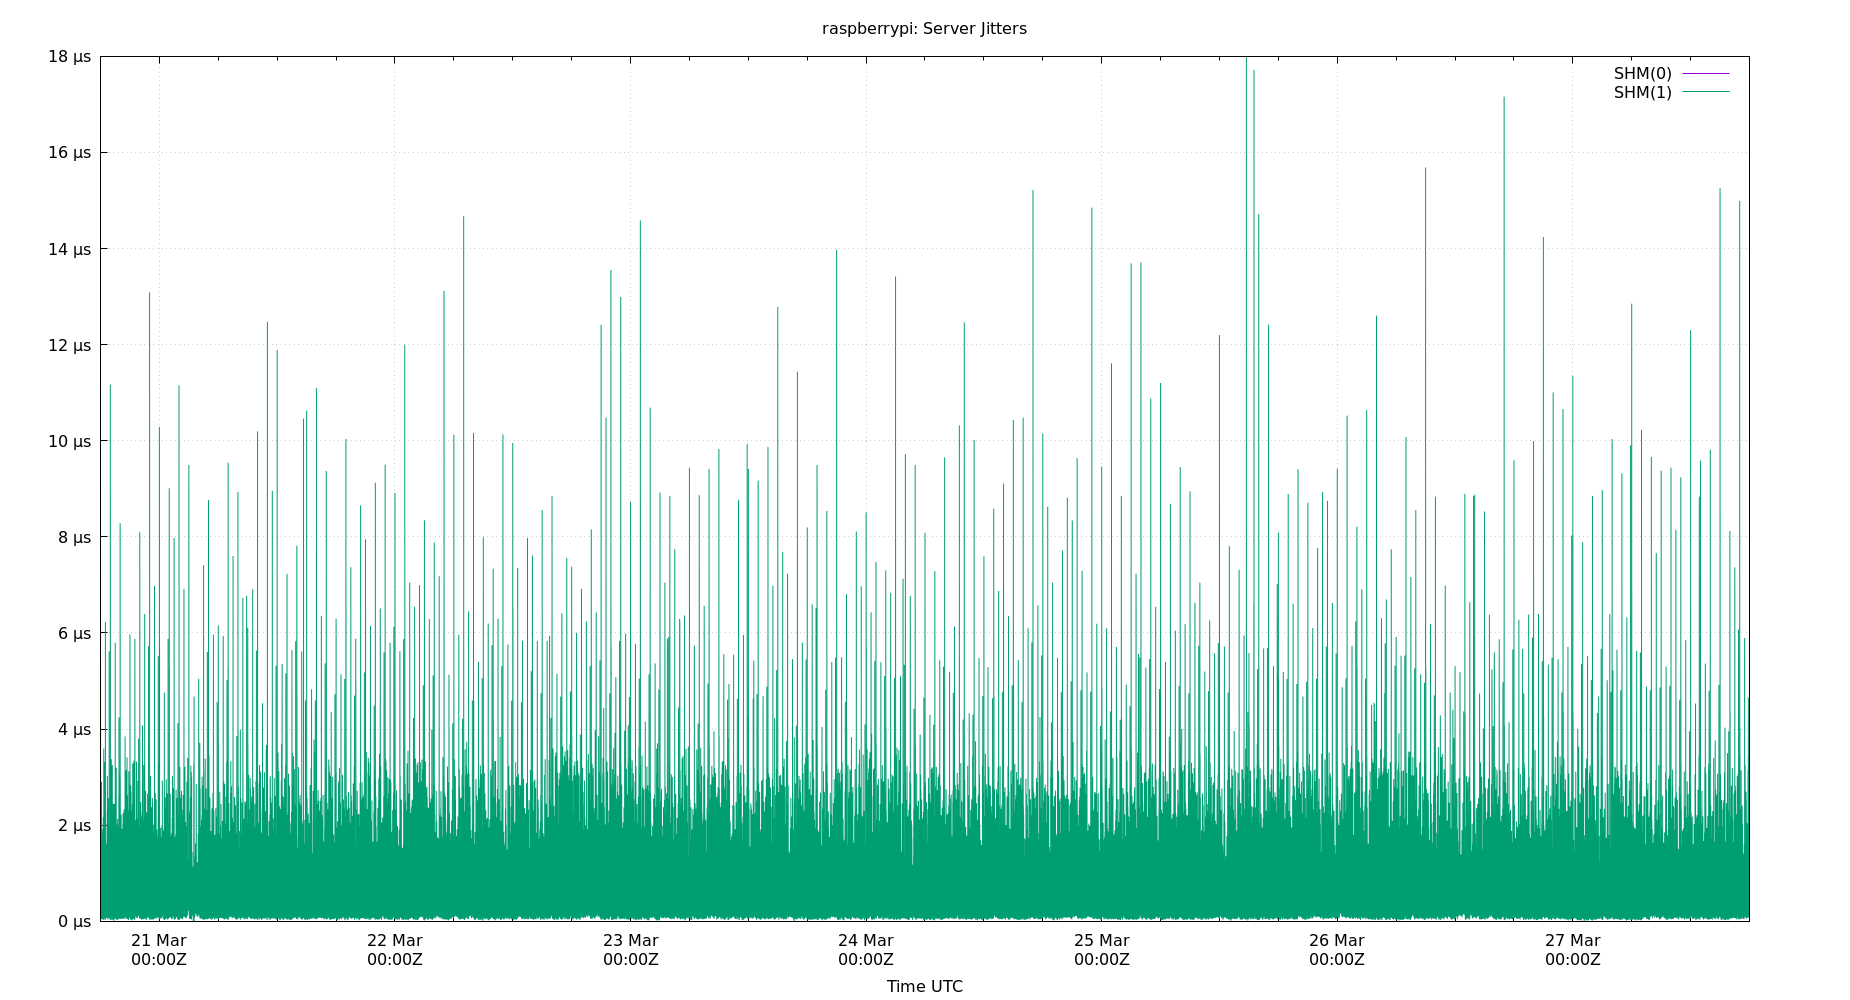 raspberrypi: Server Jitters
18 µs
16 µs
14 µs
12 µs
10 µs
8 µs
6 µs
4 µs
2 µs
0 µs
SHM(0)
SHM(1)
21 Mar
00:00Z
22 Mar
00:00Z
23 Mar
00:00Z
24 Mar
00:00Z
25 Mar
00:00Z
26 Mar
00:00Z
27 Mar
00:00Z
Time UTC